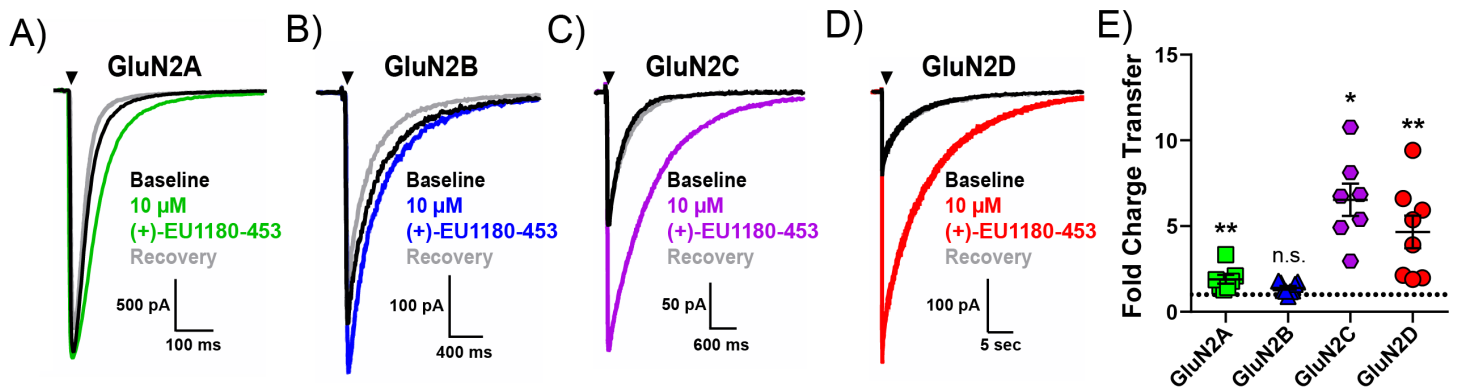 A)
GluN2A
Baseline
10 µM
(+)-EU1180-453
Recovery
500 pA
100 ms
B)
GluN2B
Baseline
10 µM
(+)-EU1180-453
Recovery
100 pA
400 ms
C)
GluN2C
Baseline
10 µM
(+)-EU1180-453
Recovery
50 pA
600 ms
D)
GluN2D
Baseline
10 µM
(+)-EU1180-453
Recovery
100 pA
5 sec
E)
Fold Charge Transfer
15
10
5
0
**
n.s.
*
**
GluN2A
GluN2B
GluN2C
GluN2D